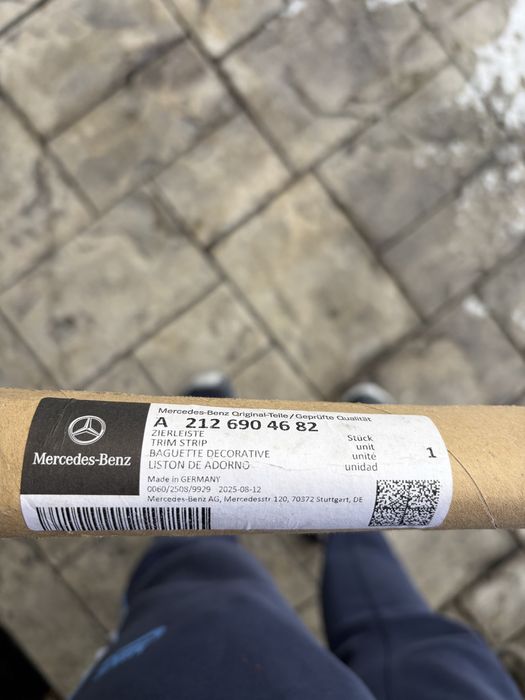 Mercedes-Benz
Mercedes-Benz Original-Teile / Geprüfte Qualität
A 212 690 46 82
ZIERLEISTE Stück
TRIM STRIP unit
BAGUETTE DECORATIVE unité
LISTON DE ADORNO unidad
1
Made in GERMANY
0060/2508/9929 2025-08-12
Mercedes-Benz AG, Mercedesstr 120, 70372 Stuttgart, DE